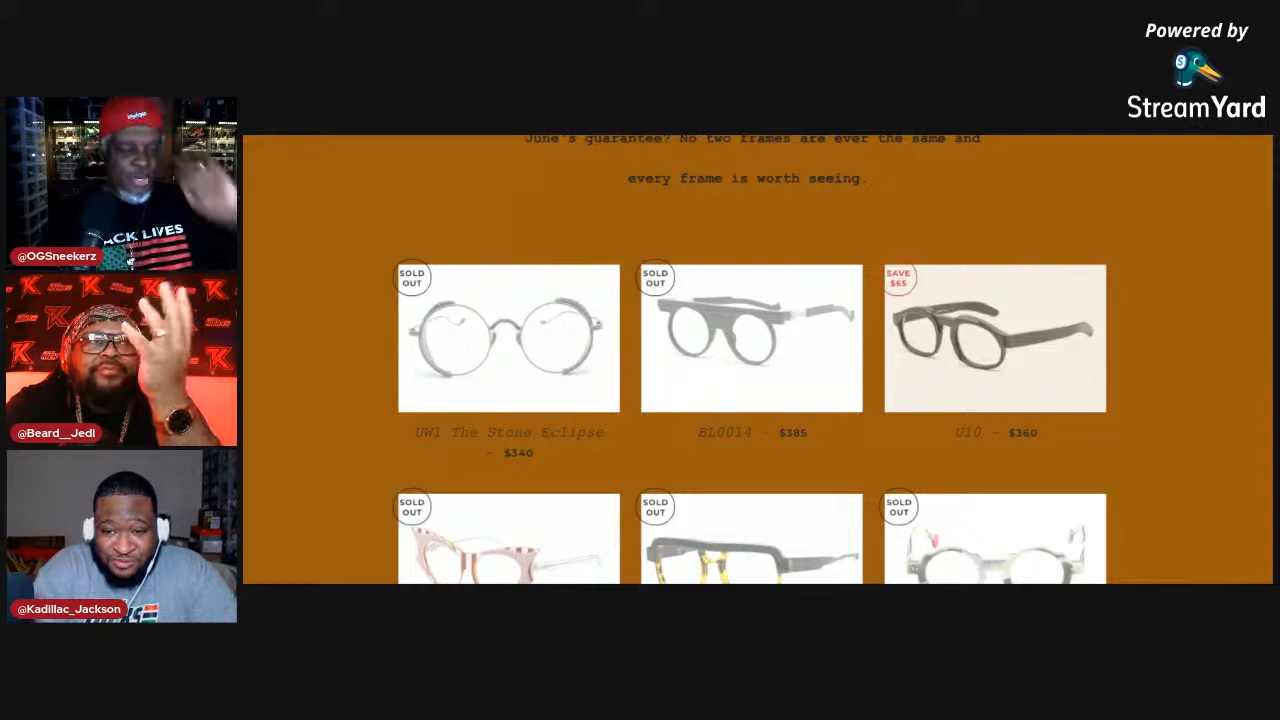 Powered by
StreamYard
June's guarantee? No two frames are ever the same and
every frame is worth seeing.
@OGSneekerz
ACK LIVES
@Beard__Jedi
@Kadillac_Jackson
SOLD OUT
SOLD OUT
SAVE $65
UW1 The Stone Eclipse
– $340
BL0014 – $385
U10 – $360
SOLD OUT
SOLD OUT
SOLD OUT